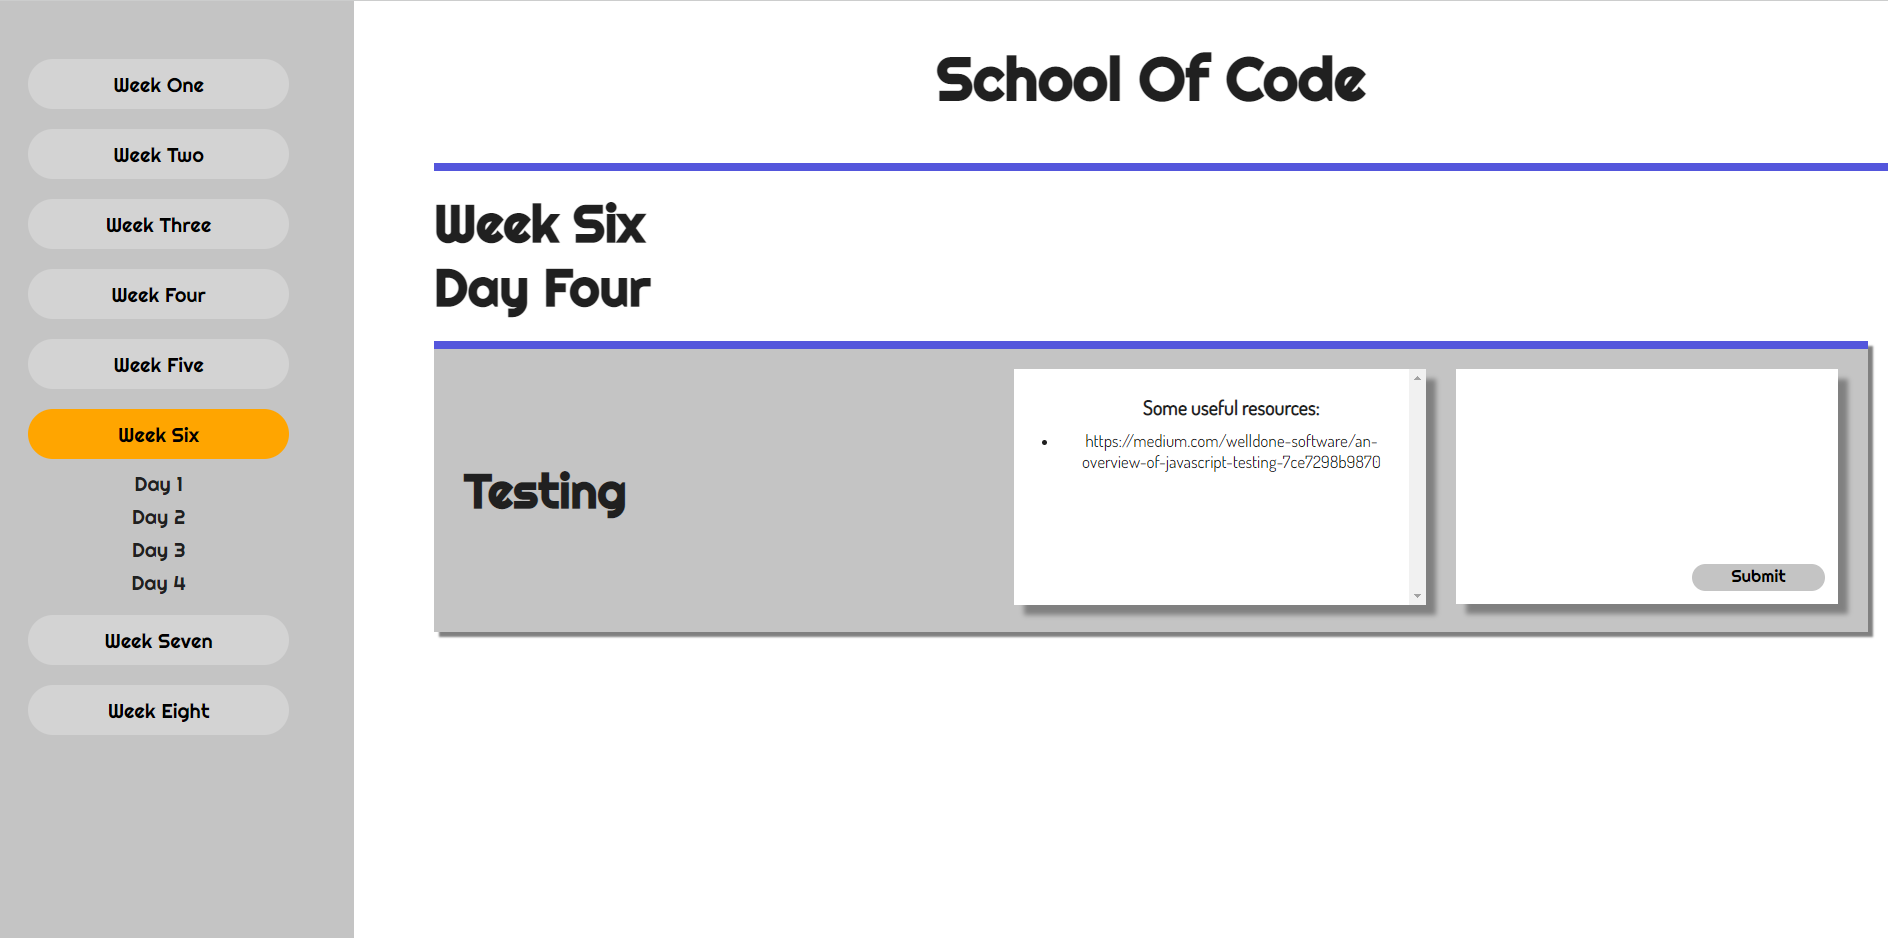 Week One
Week Two
Week Three
Week Four
Week Five
Week Six
Day 1
Day 2
Day 3
Day 4
Week Seven
Week Eight
School Of Code
Week Six
Day Four
Testing
Some useful resources:
https://medium.com/welldone-software/an-
overview-of-javascript-testing-7ce7298b9870
Submit